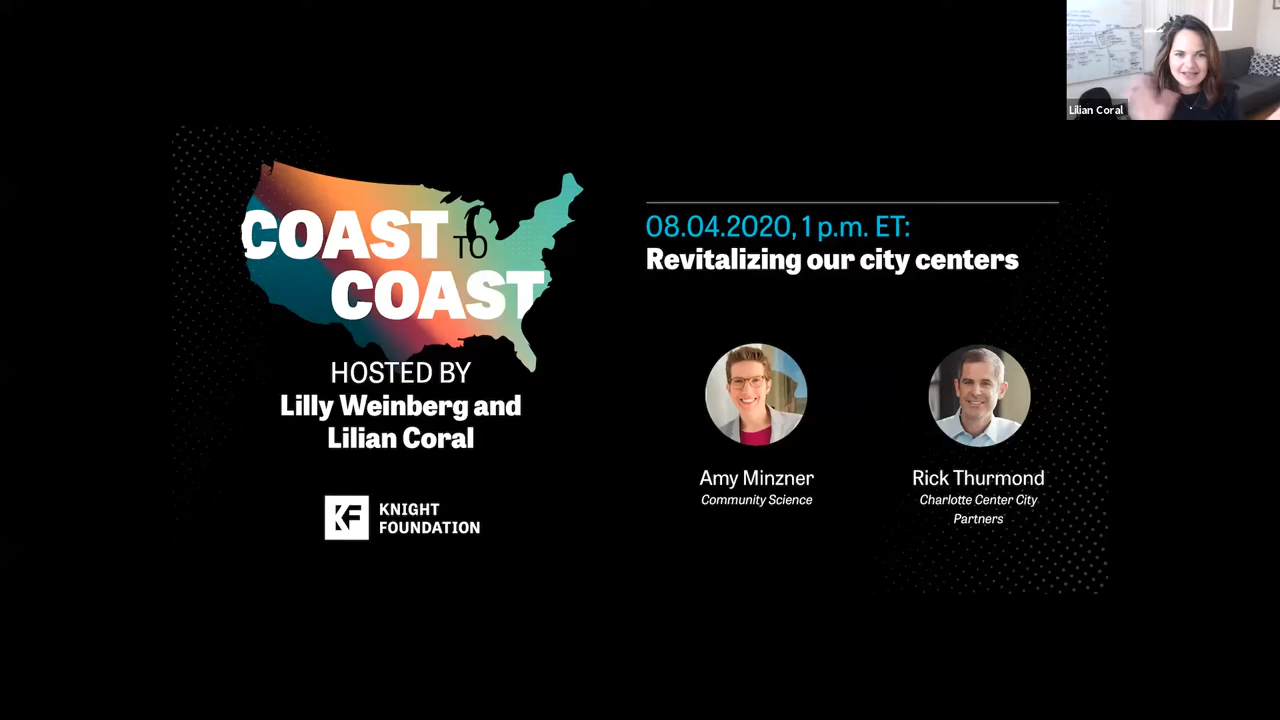 Lilian Coral
COAST
TO
COAST
HOSTED BY
Lilly Weinberg and
Lilian Coral
KNIGHT
FOUNDATION
08.04.2020, 1 p.m. ET:
Revitalizing our city centers
Amy Minzner
Community Science
Rick Thurmond
Charlotte Center City
Partners